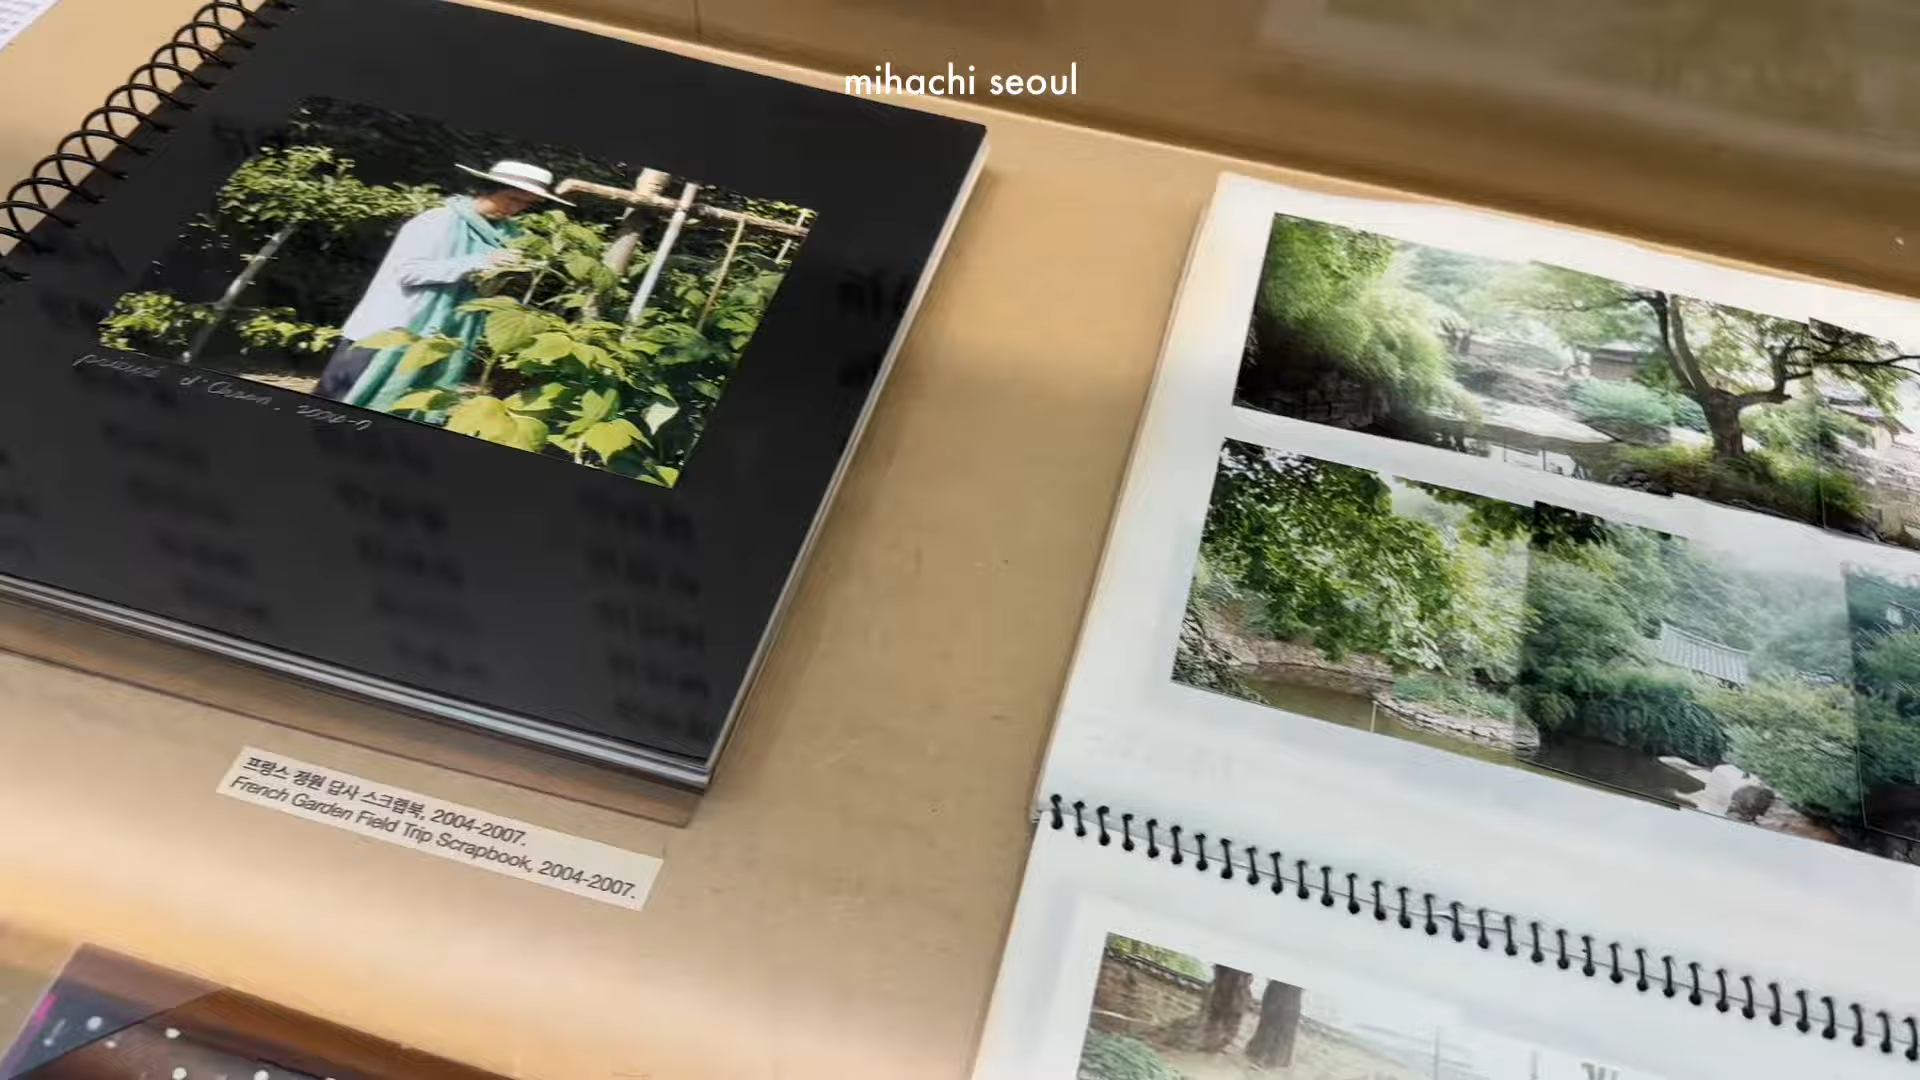 mihachi seoul
프랑스 정원 답사 스크랩북, 2004-2007.
French Garden Field Trip Scrapbook, 2004-2007.